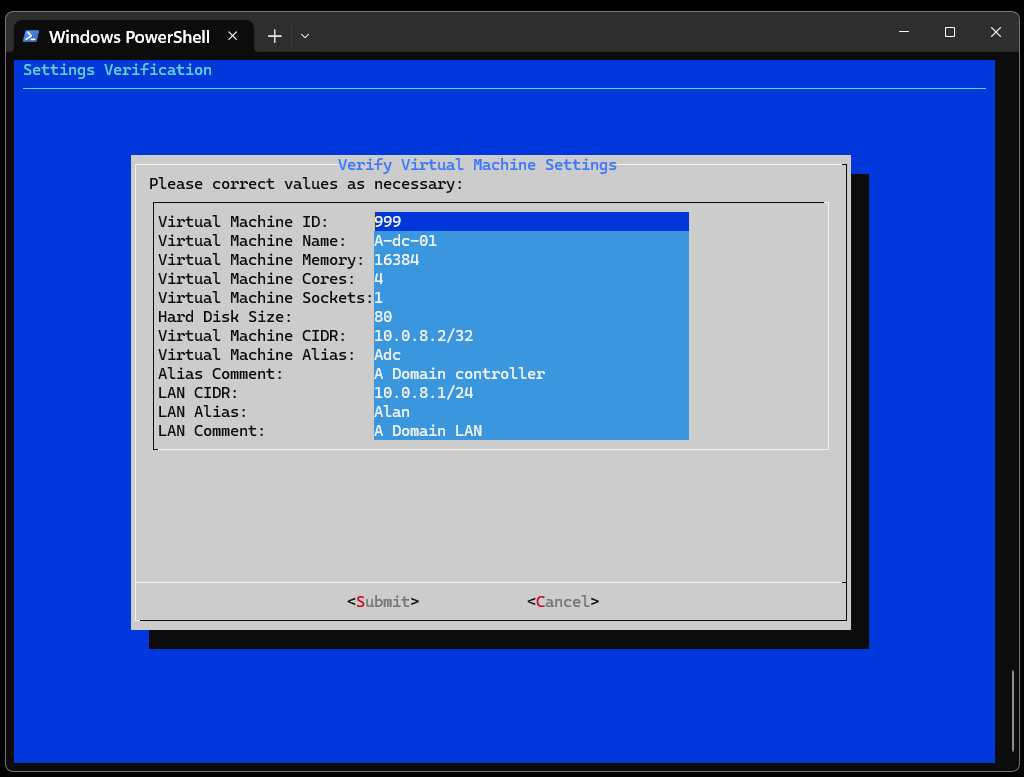 Windows PowerShell
Settings Verification
Verify Virtual Machine Settings
Please correct values as necessary:
Virtual Machine ID: 999
Virtual Machine Name: A-dc-01
Virtual Machine Memory: 16384
Virtual Machine Cores: 4
Virtual Machine Sockets:1
Hard Disk Size: 80
Virtual Machine CIDR: 10.0.8.2/32
Virtual Machine Alias: Adc
Alias Comment: A Domain controller
LAN CIDR: 10.0.8.1/24
LAN Alias: Alan
LAN Comment: A Domain LAN
<Submit> <Cancel>